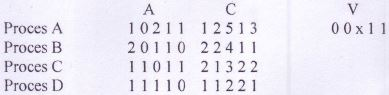 A C V
Proces A 1 0 2 1 1 1 2 5 1 3 0 0 x 1 1
Proces B 2 0 1 1 0 2 2 4 1 1
Proces C 1 1 0 1 1 2 1 3 2 2
Proces D 1 1 1 1 0 1 1 2 2 1